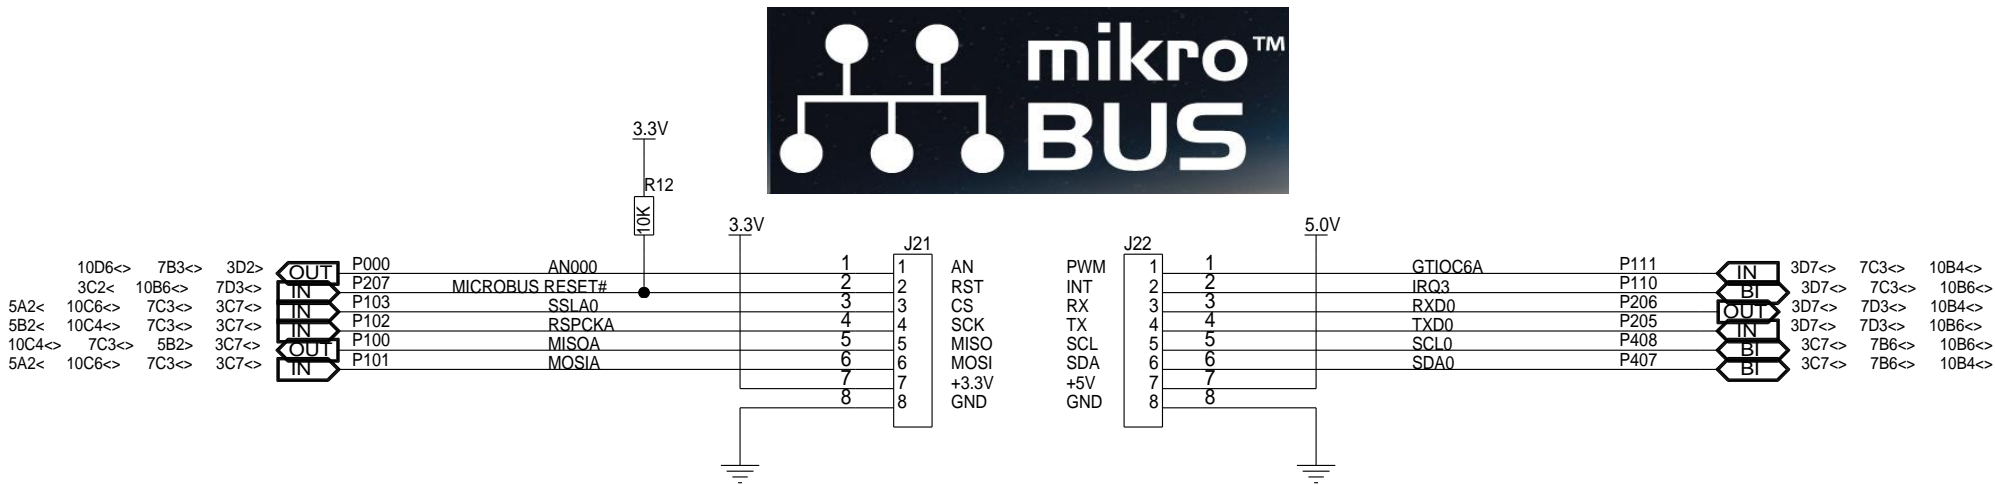 mikro™
BUS
3.3V
R12
10K
3.3V
5.0V
J21
J22
10D6<> 7B3<> 3D2> OUT P000 AN000 1 1 AN PWM 1 1 GTIOC6A P111 IN 3D7<> 7C3<> 10B4<>
3C2< 10B6<> 7D3<> IN P207 MICROBUS RESET# 2 2 RST INT 2 2 IRQ3 P110 BI 3D7<> 7C3<> 10B6<>
5A2< 10C6<> 7C3<> 3C7<> IN P103 SSLA0 3 3 CS RX 3 3 RXD0 P206 OUT 3D7<> 7D3<> 10B4<>
5B2< 10C4<> 7C3<> 3C7<> IN P102 RSPCKA 4 4 SCK TX 4 4 TXD0 P205 IN 3D7<> 7D3<> 10B6<>
10C4<> 7C3<> 5B2> 3C7<> OUT P100 MISOA 5 5 MISO SCL 5 5 SCL0 P408 BI 3C7<> 7B6<> 10B6<>
5A2< 10C6<> 7C3<> 3C7<> IN P101 MOSIA 6 6 MOSI SDA 6 6 SDA0 P407 BI 3C7<> 7B6<> 10B4<>
7 7 +3.3V +5V 7 7
8 8 GND GND 8 8